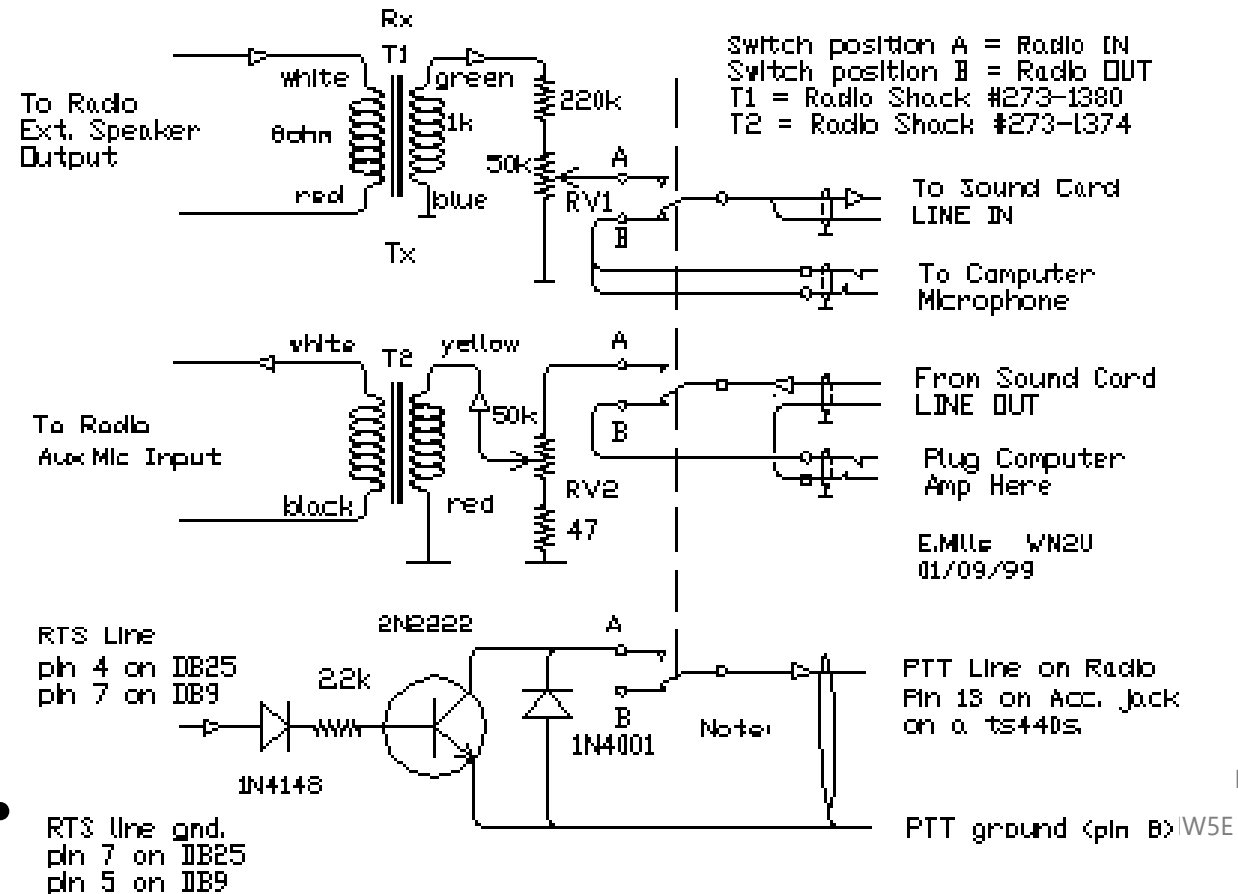 Rx
T1
white
green
To Radio
Ext. Speaker
Output
8ohm
1k
red
blue
220k
50k
RV1
A
B
Switch position A = Radio IN
Switch position B = Radio OUT
T1 = Radio Shack #273-1380
T2 = Radio Shack #273-1374
To Sound Card
LINE IN
To Computer
Microphone
Tx
white
T2
yellow
To Radio
Aux Mic Input
black
red
50k
RV2
47
A
B
From Sound Card
LINE OUT
Plug Computer
Amp Here
E.Mills WN2U
01/09/99
RTS Line
pin 4 on DB25
pin 7 on DB9
2.2k
2N2222
1N4148
A
B
1N4001
Note:
PTT Line on Radio
Pin 13 on Acc. jack
on a ts440s.
RTS line gnd.
pin 7 on DB25
pin 5 on DB9
PTT ground (pin 8)
W5E